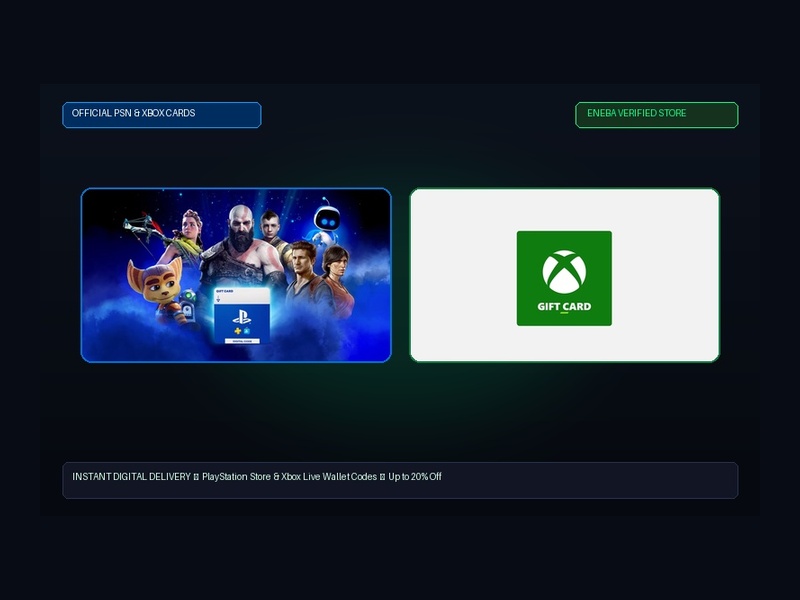 OFFICIAL PSN & XBOX CARDS
ENEBA VERIFIED STORE
GIFT CARD
GIFT CARD
INSTANT DIGITAL DELIVERY ▯ PlayStation Store & Xbox Live Wallet Codes ▯ Up to 20% Off